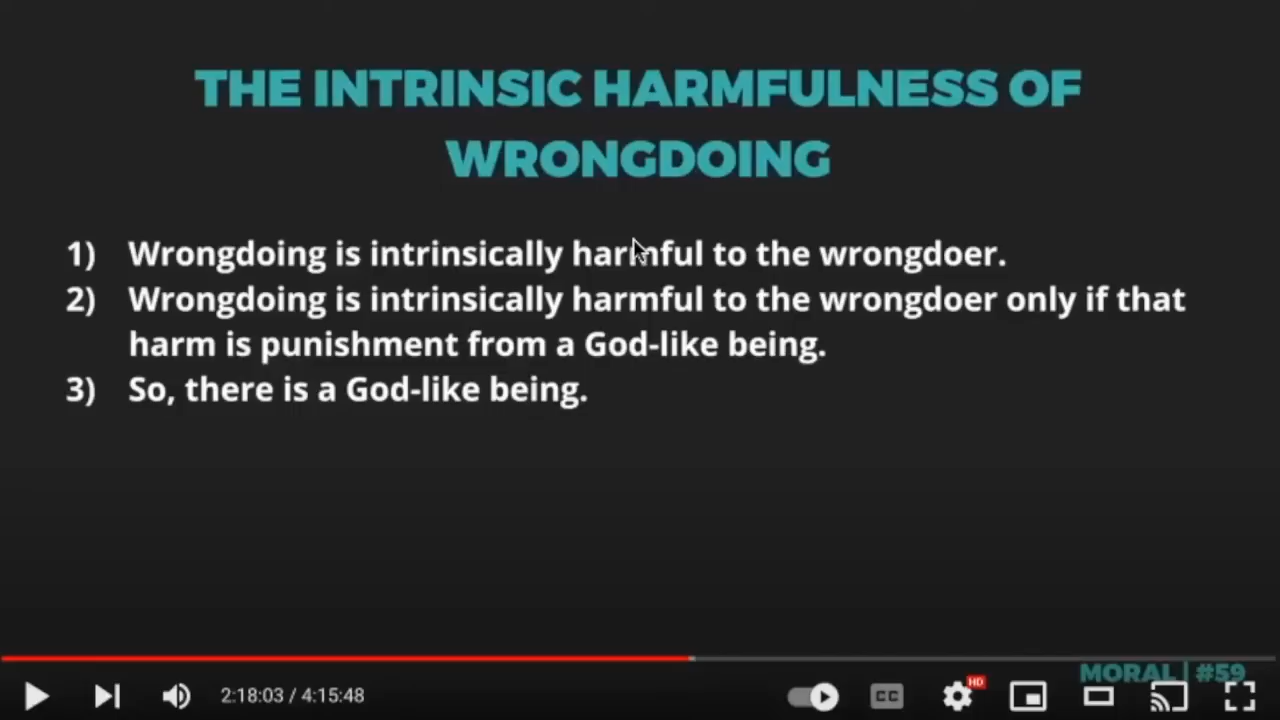 THE INTRINSIC HARMFULNESS OF
WRONGDOING
1) Wrongdoing is intrinsically harmful to the wrongdoer.
2) Wrongdoing is intrinsically harmful to the wrongdoer only if that
harm is punishment from a God-like being.
3) So, there is a God-like being.
MORAL | #59
2:18:03 / 4:15:48
CC
HD